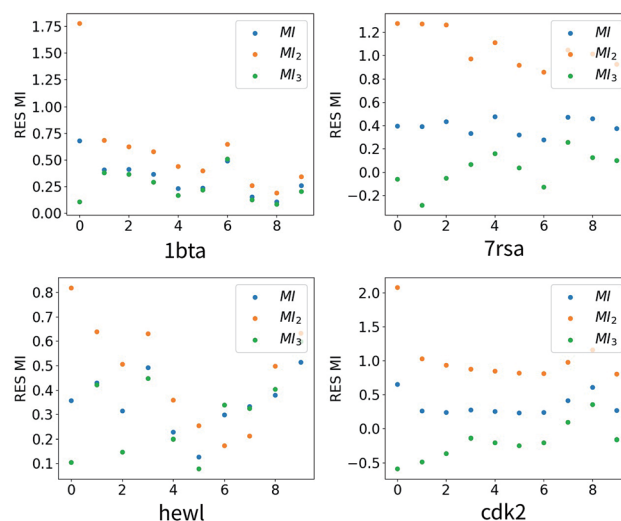 1.75
1.50
1.25
1.00
0.75
0.50
0.25
0.00
RES MI
MI
MI2
MI3
0 2 4 6 8
1bta
1.2
1.0
0.8
0.6
0.4
0.2
0.0
−0.2
RES MI
MI
MI2
MI3
0 2 4 6 8
7rsa
0.8
0.7
0.6
0.5
0.4
0.3
0.2
0.1
RES MI
MI
MI2
MI3
0 2 4 6 8
hewl
2.0
1.5
1.0
0.5
0.0
−0.5
RES MI
MI
MI2
MI3
0 2 4 6 8
cdk2